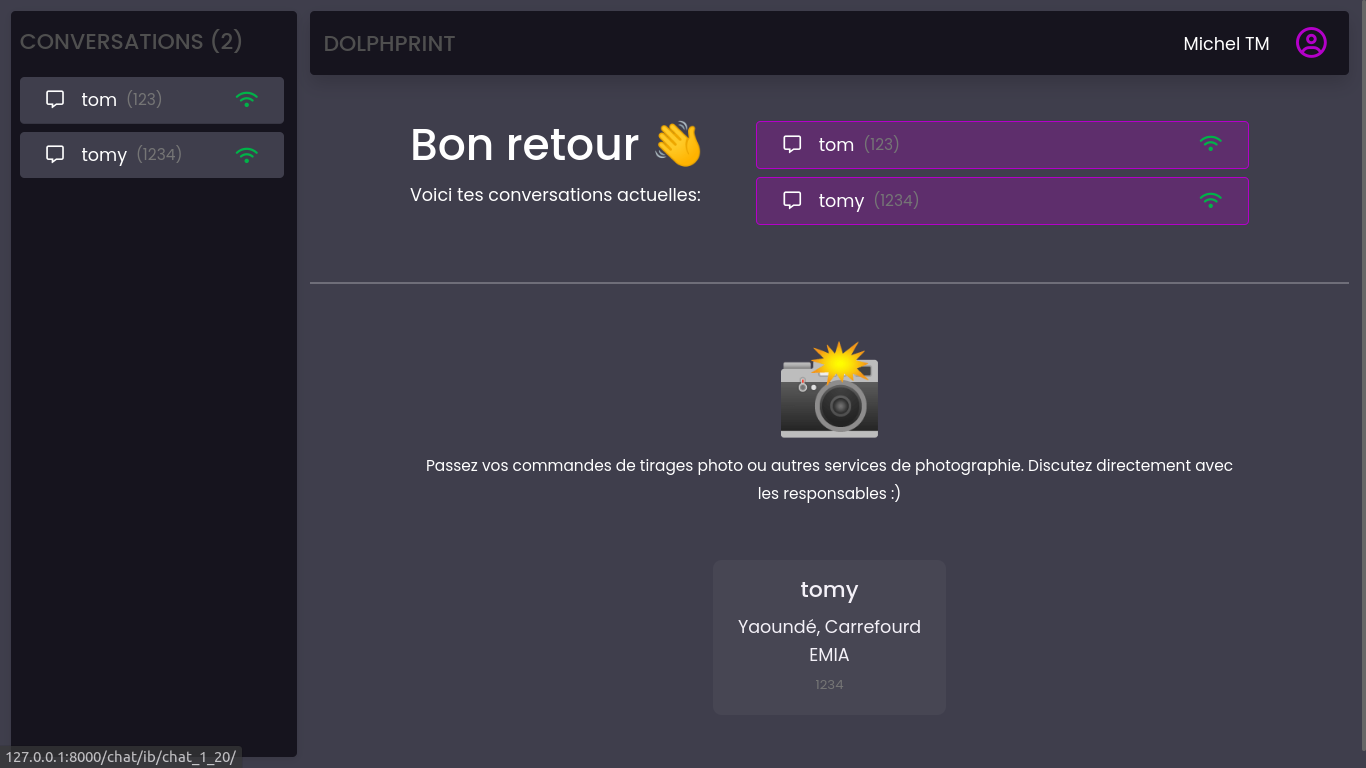 CONVERSATIONS (2)
tom (123)
tomy (1234)
DOLPHPRINT
Michel TM
Bon retour 👋
Voici tes conversations actuelles:
tom (123)
tomy (1234)
Passez vos commandes de tirages photo ou autres services de photographie. Discutez directement avec
les responsables :)
tomy
Yaoundé, Carrefourd
EMIA
1234
127.0.0.1:8000/chat/ib/chat_1_20/